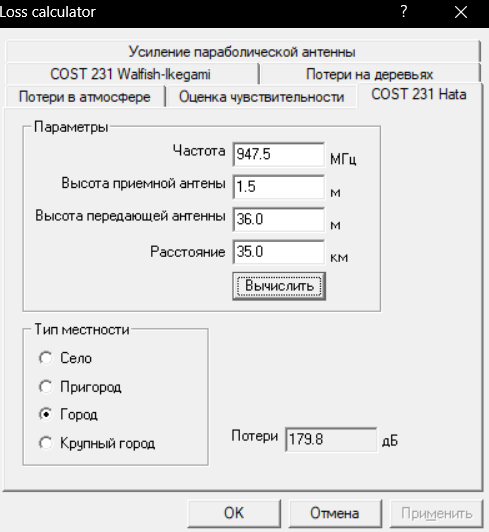 Loss calculator ?
Усиление параболической антенны
COST 231 Walfish-Ikegami Потери на деревьях
Потери в атмосфере Оценка чувствительности COST 231 Hata
Параметры
Частота 947.5 МГц
Высота приемной антены 1.5 м
Высота передающей антенны 36.0 м
Расстояние 35.0 км
Вычислить
Тип местности
Село
Пригород
Город
Крупный город
Потери 179.8 дБ
OK Отмена Применить